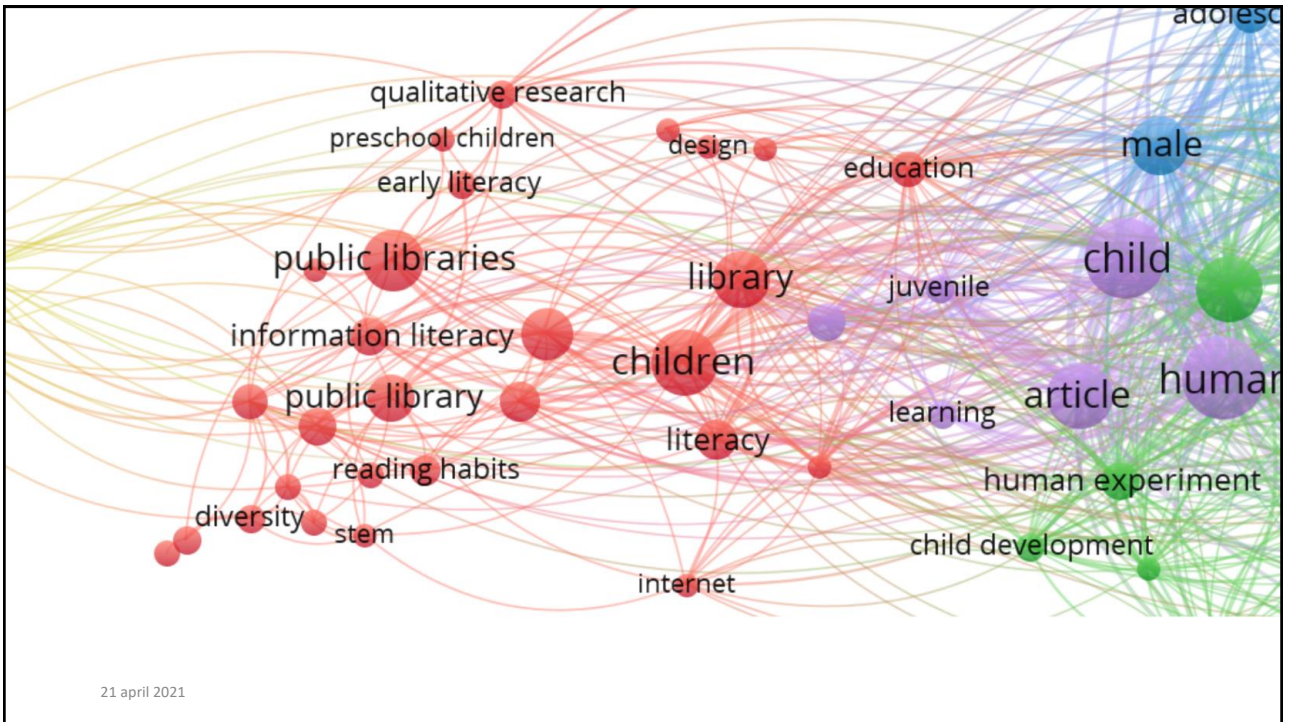 adolesc
qualitative research
preschool children
design
male
education
early literacy
public libraries
child
library
juvenile
information literacy
children
human
public library
article
learning
literacy
reading habits
human experiment
diversity
stem
child development
internet
21 april 2021